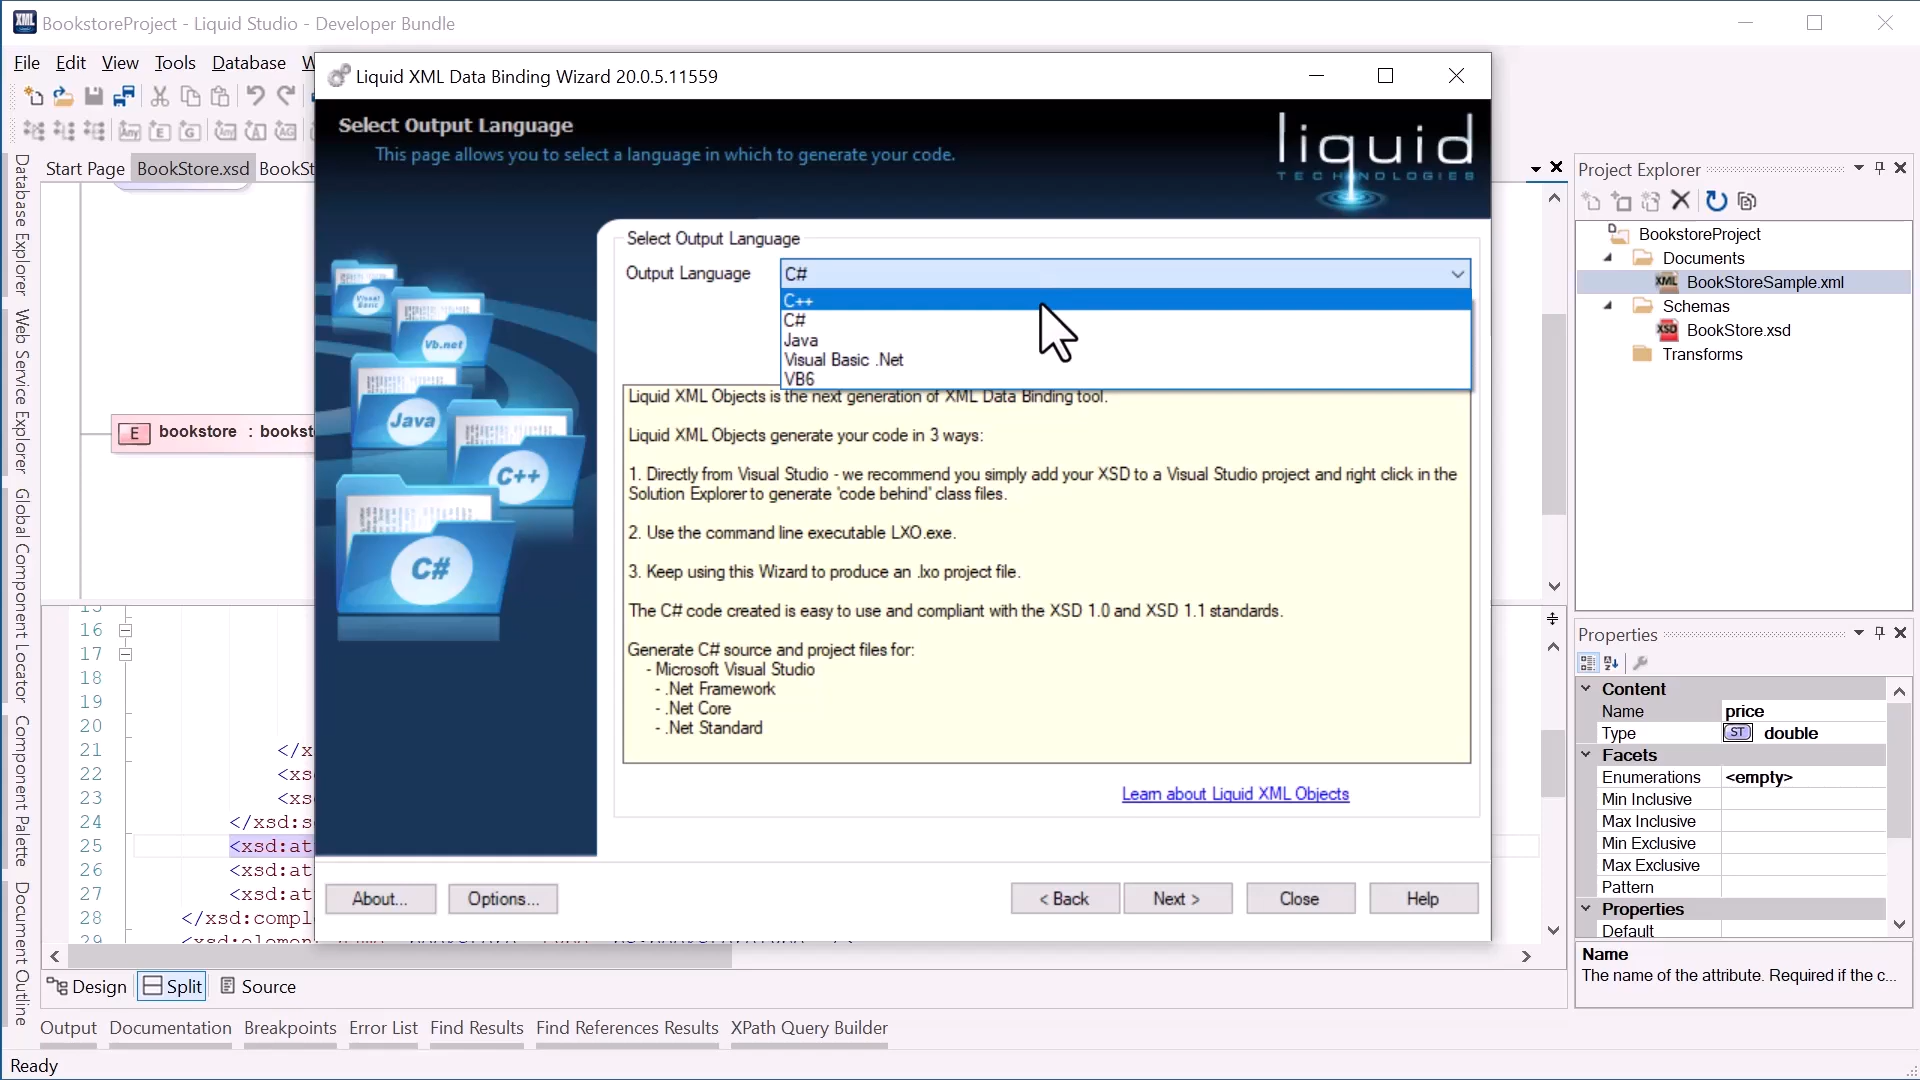 BookstoreProject - Liquid Studio - Developer Bundle
File Edit View Tools Database
Liquid XML Data Binding Wizard 20.0.5.11559
Select Output Language
This page allows you to select a language in which to generate your code.
liquid
TECHNOLOGIES
Start Page BookStore.xsd BookSt
Database Explorer
Web Service Explorer
Global Component Locator
Component Palette
Document Outline
E bookstore : bookst
Visual Basic
Vb.net
Java
C++
C#
Select Output Language
Output Language C#
C++
C#
Java
Visual Basic .Net
VB6
Liquid XML Objects is the next generation of XML Data Binding tool.
Liquid XML Objects generate your code in 3 ways:
1. Directly from Visual Studio - we recommend you simply add your XSD to a Visual Studio project and right click in the
Solution Explorer to generate 'code behind' class files.
2. Use the command line executable LXO.exe.
3. Keep using this Wizard to produce an .lxo project file.
The C# code created is easy to use and compliant with the XSD 1.0 and XSD 1.1 standards.
Generate C# source and project files for:
- Microsoft Visual Studio
- .Net Framework
- .Net Core
- .Net Standard
Learn about Liquid XML Objects
About... Options... < Back Next > Close Help
16
17
18
19
20
21 </x
22 <xs
23 <xs
24 </xsd:s
25 <xsd:at
26 <xsd:at
27 <xsd:at
28 </xsd:compl
29
Design Split Source
Output Documentation Breakpoints Error List Find Results Find References Results XPath Query Builder
Ready
Project Explorer
BookstoreProject
Documents
XML BookStoreSample.xml
Schemas
XSD BookStore.xsd
Transforms
Properties
Content
Name price
Type ST double
Facets
Enumerations <empty>
Min Inclusive
Max Inclusive
Min Exclusive
Max Exclusive
Pattern
Properties
Default
Name
The name of the attribute. Required if the c...